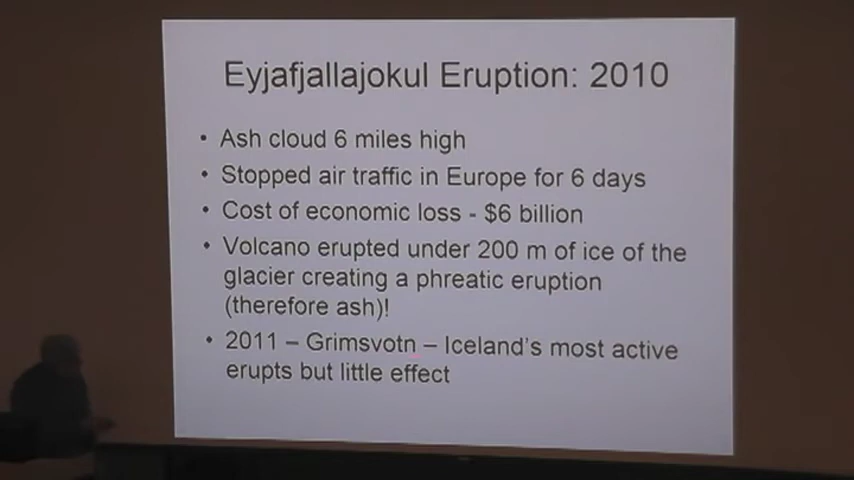 Eyjafjallajokul Eruption: 2010
• Ash cloud 6 miles high
• Stopped air traffic in Europe for 6 days
• Cost of economic loss - $6 billion
• Volcano erupted under 200 m of ice of the
glacier creating a phreatic eruption
(therefore ash)!
• 2011 – Grimsvotn – Iceland's most active
erupts but little effect